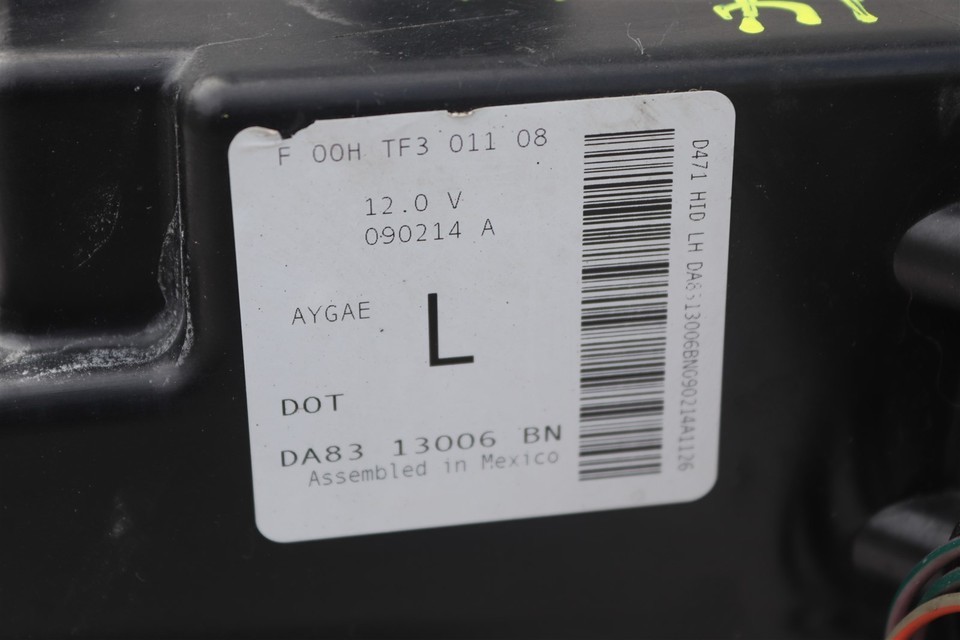 F 00H TF3 011 08
12.0 V
090214 A
AYGAE
L
DOT
DA83 13006 BN
Assembled in Mexico
D471 HID LH DA8313006BN090214A1126